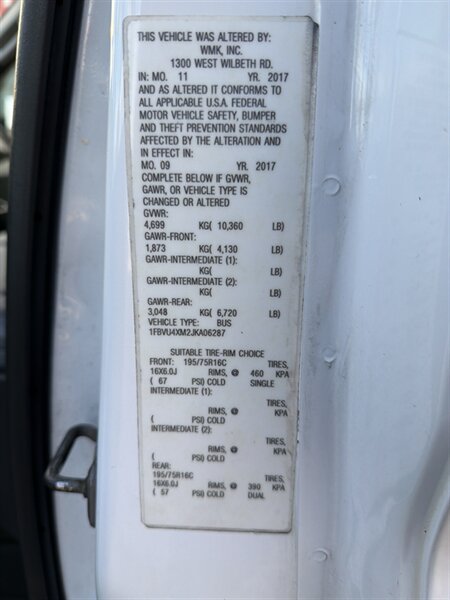 THIS VEHICLE WAS ALTERED BY:
WMK, INC.
1300 WEST WILBETH RD.
IN: MO. 11 YR. 2017
AND AS ALTERED IT CONFORMS TO
ALL APPLICABLE U.S.A. FEDERAL
MOTOR VEHICLE SAFETY, BUMPER
AND THEFT PREVENTION STANDARDS
AFFECTED BY THE ALTERATION AND
IN EFFECT IN:
MO. 09 YR. 2017
COMPLETE BELOW IF GVWR,
GAWR, OR VEHICLE TYPE IS
CHANGED OR ALTERED
GVWR:
4,699 KG( 10,360 LB)
GAWR-FRONT:
1,873 KG( 4,130 LB)
GAWR-INTERMEDIATE (1):
KG( LB)
GAWR-INTERMEDIATE (2):
KG( LB)
GAWR-REAR:
3,048 KG( 6,720 LB)
VEHICLE TYPE: BUS
1FBVU4XM2JKA06287
SUITABLE TIRE-RIM CHOICE
FRONT: 195/75R16C TIRES,
16X6.0J RIMS, @ 460 KPA
( 67 PSI) COLD SINGLE
INTERMEDIATE (1): TIRES,
RIMS, @ KPA
( PSI) COLD
INTERMEDIATE (2): TIRES,
RIMS, @ KPA
( PSI) COLD
REAR:
195/75R16C TIRES,
16X6.0J RIMS, @ 390 KPA
( 57 PSI) COLD DUAL